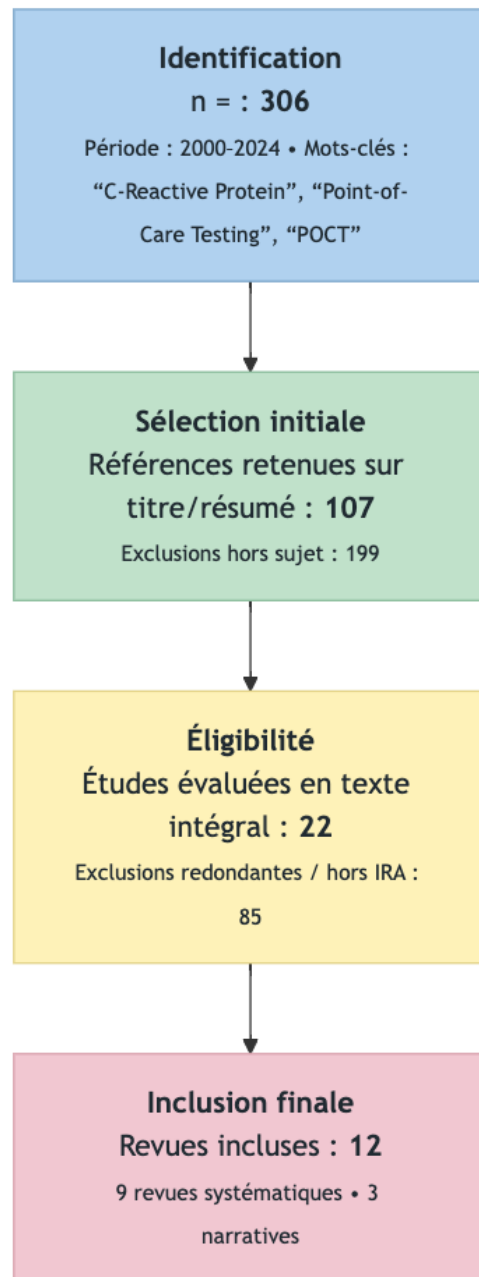 Identification
n = : 306
Période : 2000–2024 • Mots-clés :
“C-Reactive Protein”, “Point-of-
Care Testing”, “POCT”
Sélection initiale
Références retenues sur
titre/résumé : 107
Exclusions hors sujet : 199
Éligibilité
Études évaluées en texte
intégral : 22
Exclusions redondantes / hors IRA :
85
Inclusion finale
Revues incluses : 12
9 revues systématiques • 3
narratives